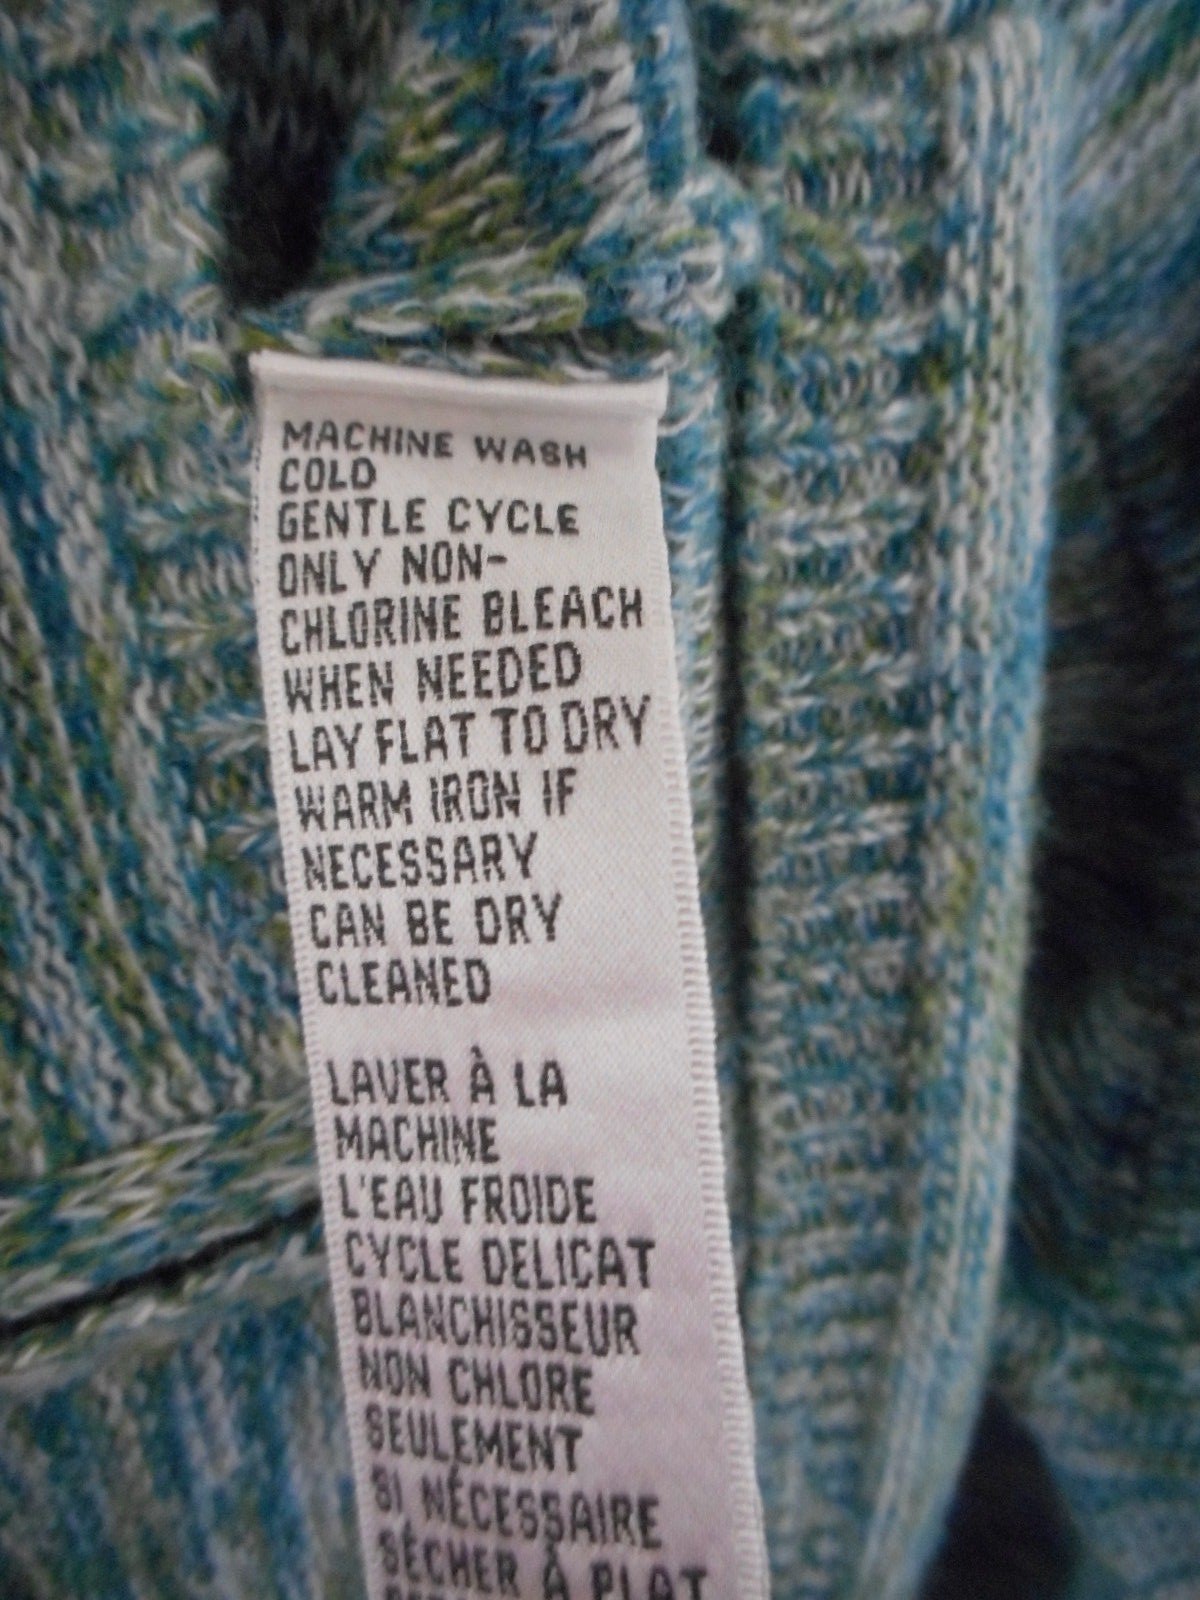 MACHINE WASH
COLD
GENTLE CYCLE
ONLY NON-
CHLORINE BLEACH
WHEN NEEDED
LAY FLAT TO DRY
WARM IRON IF
NECESSARY
CAN BE DRY
CLEANED
LAVER À LA
MACHINE
L'EAU FROIDE
CYCLE DELICAT
BLANCHISSEUR
NON CHLORE
SEULEMENT
SI NÉCESSAIRE
SÉCHER À PLAT